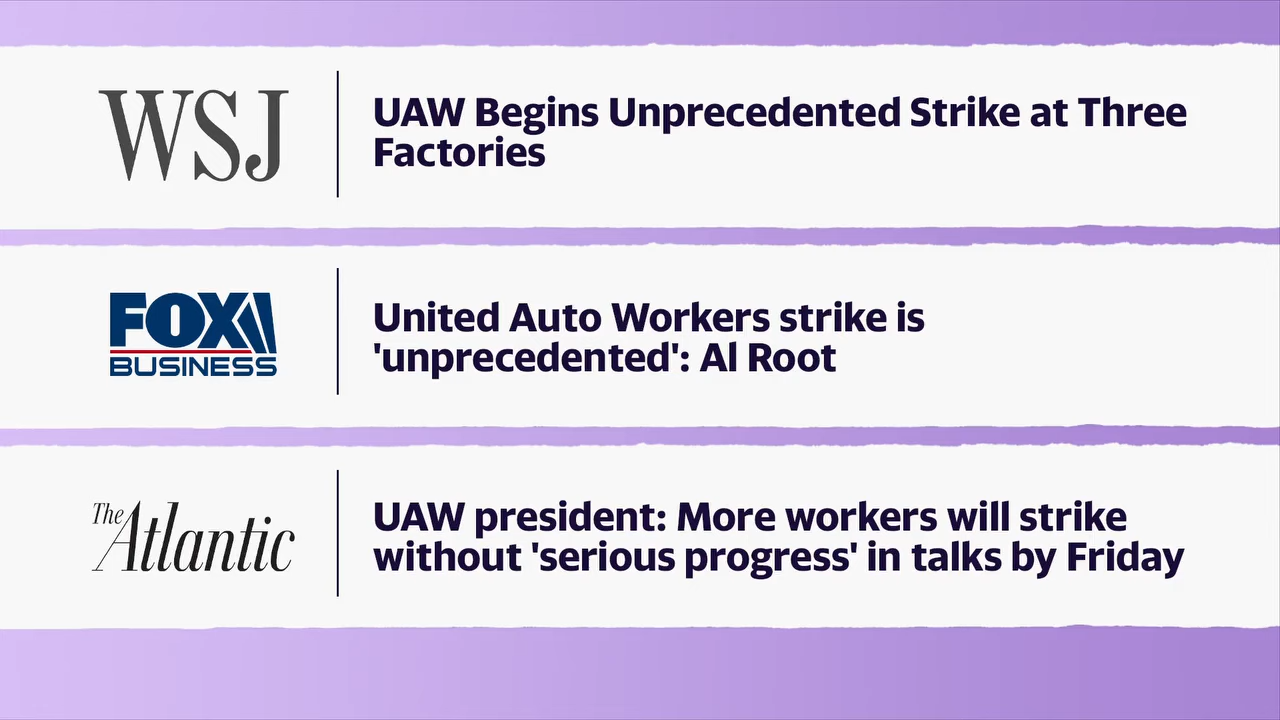 WSJ
UAW Begins Unprecedented Strike at Three
Factories
FOX
BUSINESS
United Auto Workers strike is
'unprecedented': Al Root
The
Atlantic
UAW president: More workers will strike
without 'serious progress' in talks by Friday